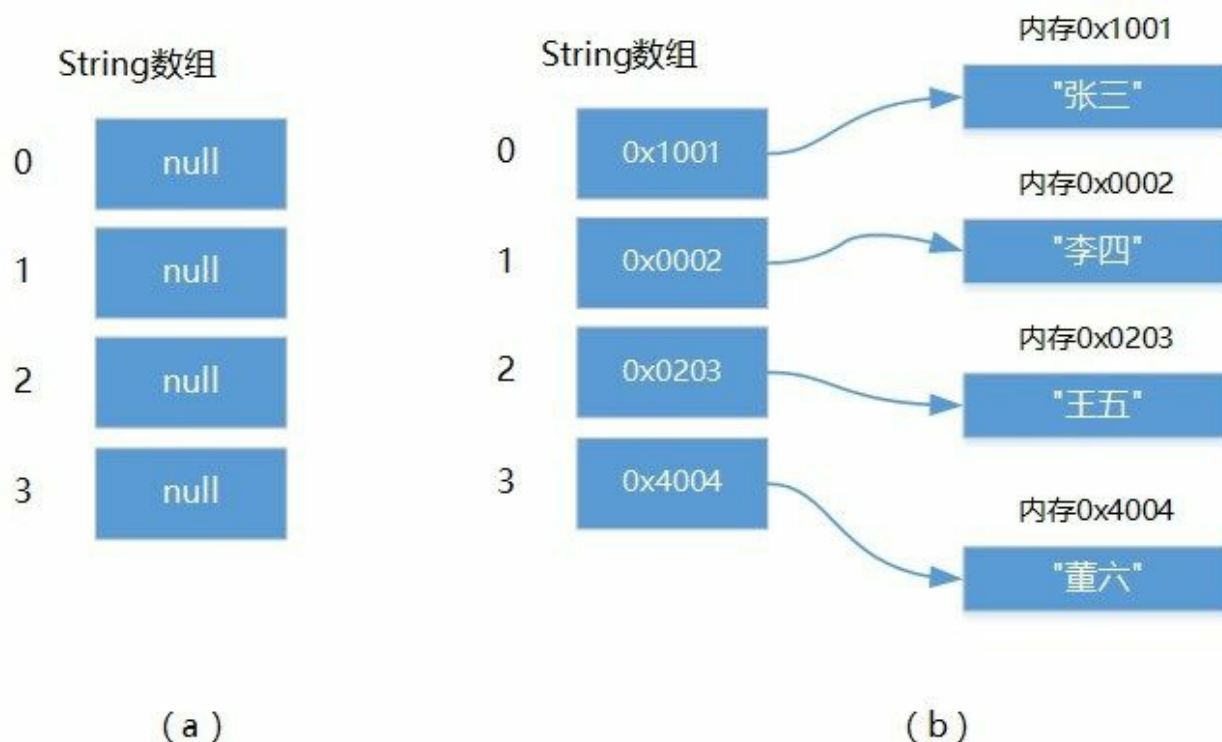 String数组
0 null
1 null
2 null
3 null
(a)
String数组
0 0x1001
1 0x0002
2 0x0203
3 0x4004
内存0x1001
"张三"
内存0x0002
"李四"
内存0x0203
"王五"
内存0x4004
"董六"
(b)